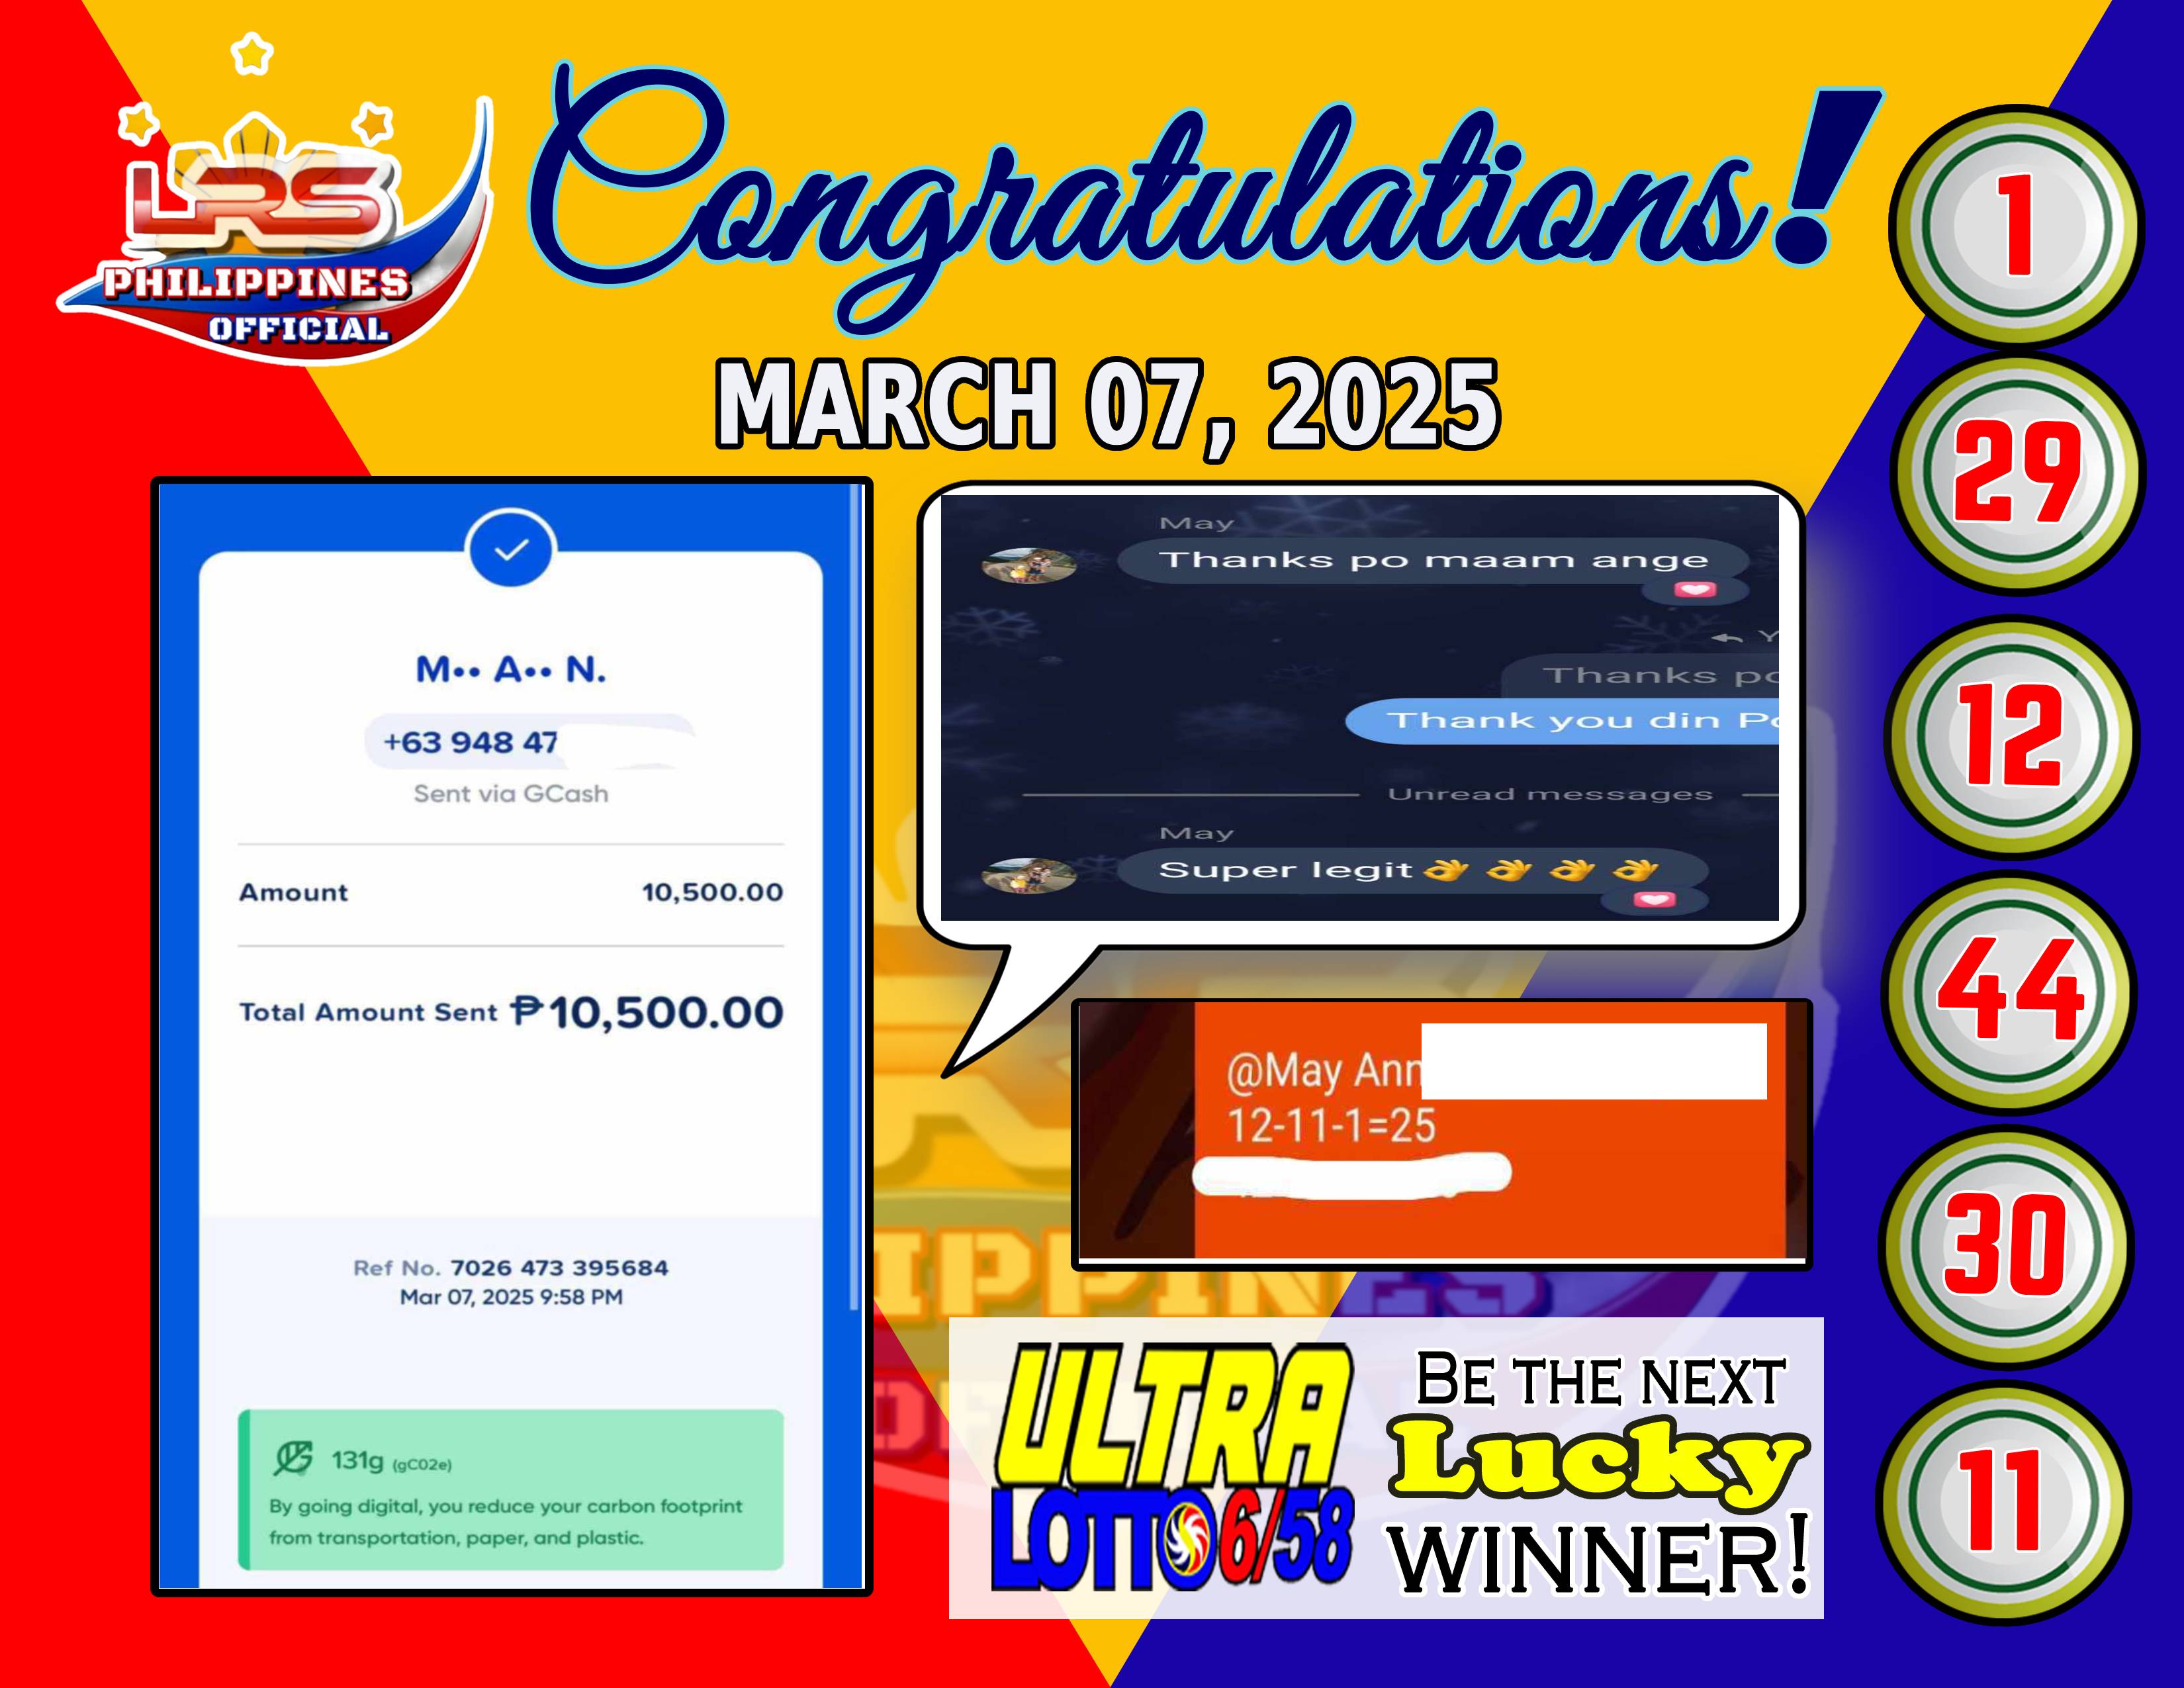 LRS
PHILIPPINES
OFFICIAL
Congratulations!
MARCH 07, 2025
M•• A•• N.
+63 948 47
Sent via GCash
Amount 10,500.00
Total Amount Sent ₱10,500.00
Ref No. 7026 473 395684
Mar 07, 2025 9:58 PM
131g (gCO2e)
By going digital, you reduce your carbon footprint
from transportation, paper, and plastic.
May
Thanks po maam ange
Thanks
Thank you din
Unread messages
May
Super legit👌👌👌👌
@May Ann
12-11-1=25
ULTRA
LOTTO 6/58
BE THE NEXT
Lucky
WINNER!
1
29
12
44
30
11